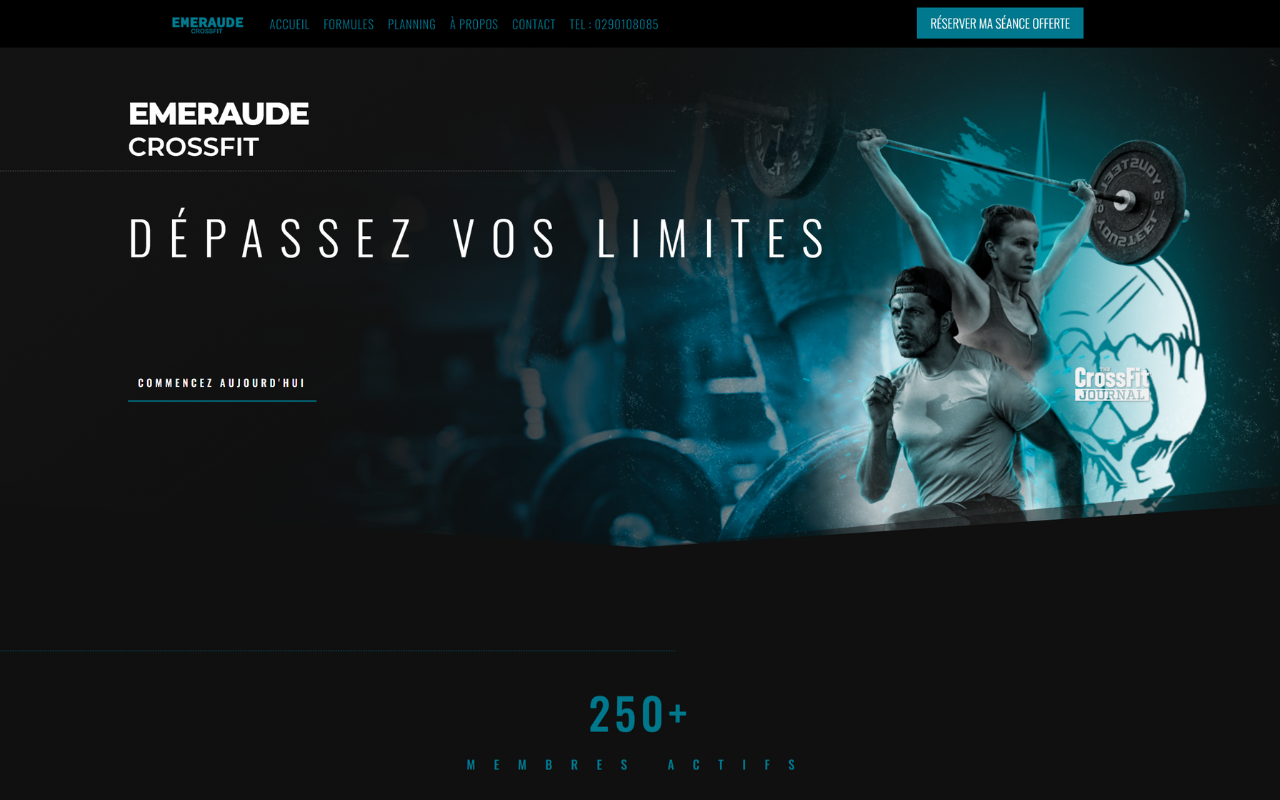 EMERAUDE
CROSSFIT
ACCUEIL FORMULES PLANNING À PROPOS CONTACT TEL : 0290108085
RÉSERVER MA SÉANCE OFFERTE
EMERAUDE
CROSSFIT
DÉPASSEZ VOS LIMITES
COMMENCEZ AUJOURD'HUI
THE
CrossFit
JOURNAL
250+
MEMBRES ACTIFS